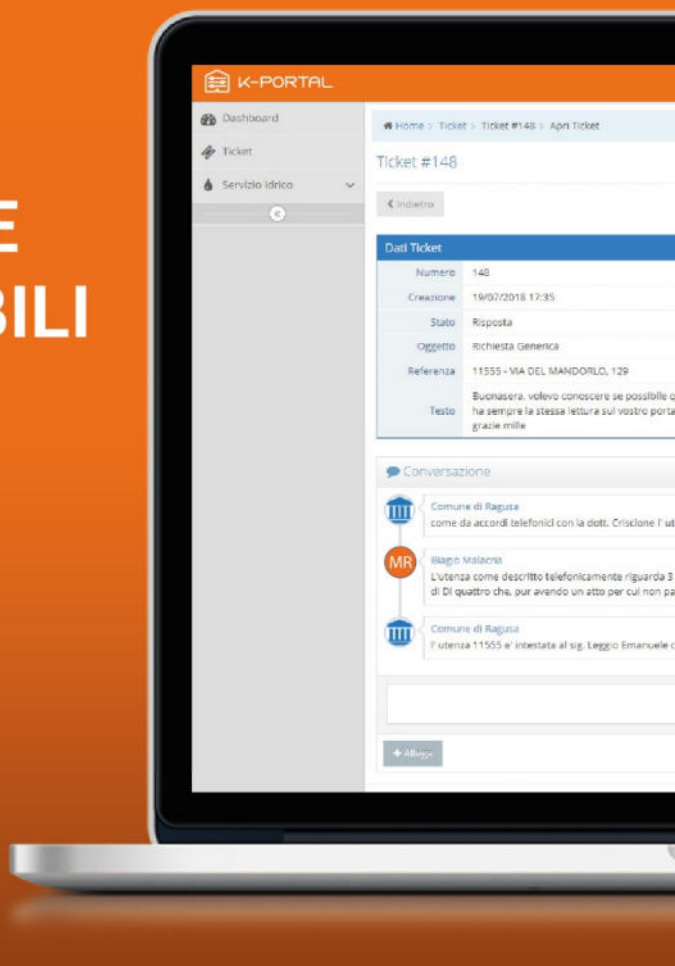 E
BILI
K-PORTAL
Dashboard
Ticket
Servizio Idrico
Home > Ticket > Ticket #148 > Apri Ticket
Ticket #148
Indietro
Dati Ticket
Numero 148
Creazione 19/07/2018 17:35
Stato Risposta
Oggetto Richiesta Generica
Referenza 11555 - VIA DEL MANDORLO, 129
Buonasera, volevo conoscere se possibile q
Testo ha sempre la stessa lettura sul vostro porta
grazie mille
Conversazione
Comune di Ragusa
come da accordi telefonici con la dott. Criscione l' ut
MR
Biagio Malacria
L'utenza come descritto telefonicamente riguarda 3
di Di quattro che, pur avendo un atto per cui non pa
Comune di Ragusa
l' utenza 11555 e' intestata al sig. Leggio Emanuele c
+ Allega